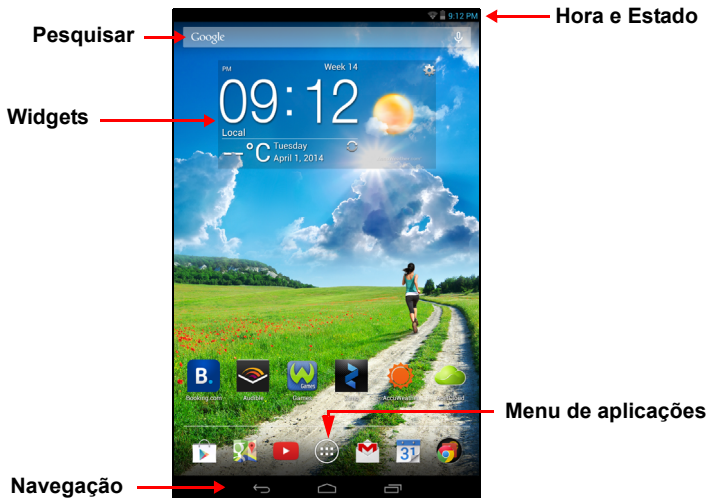 9:12 PM
Hora e Estado
Pesquisar
Google
PM
Week 14
Widgets
09:12
Local
°C
Tuesday
April 1, 2014
B.
Games
Booking.com
Audible
Games
AccuWeather
Menu de aplicações
31
Navegação